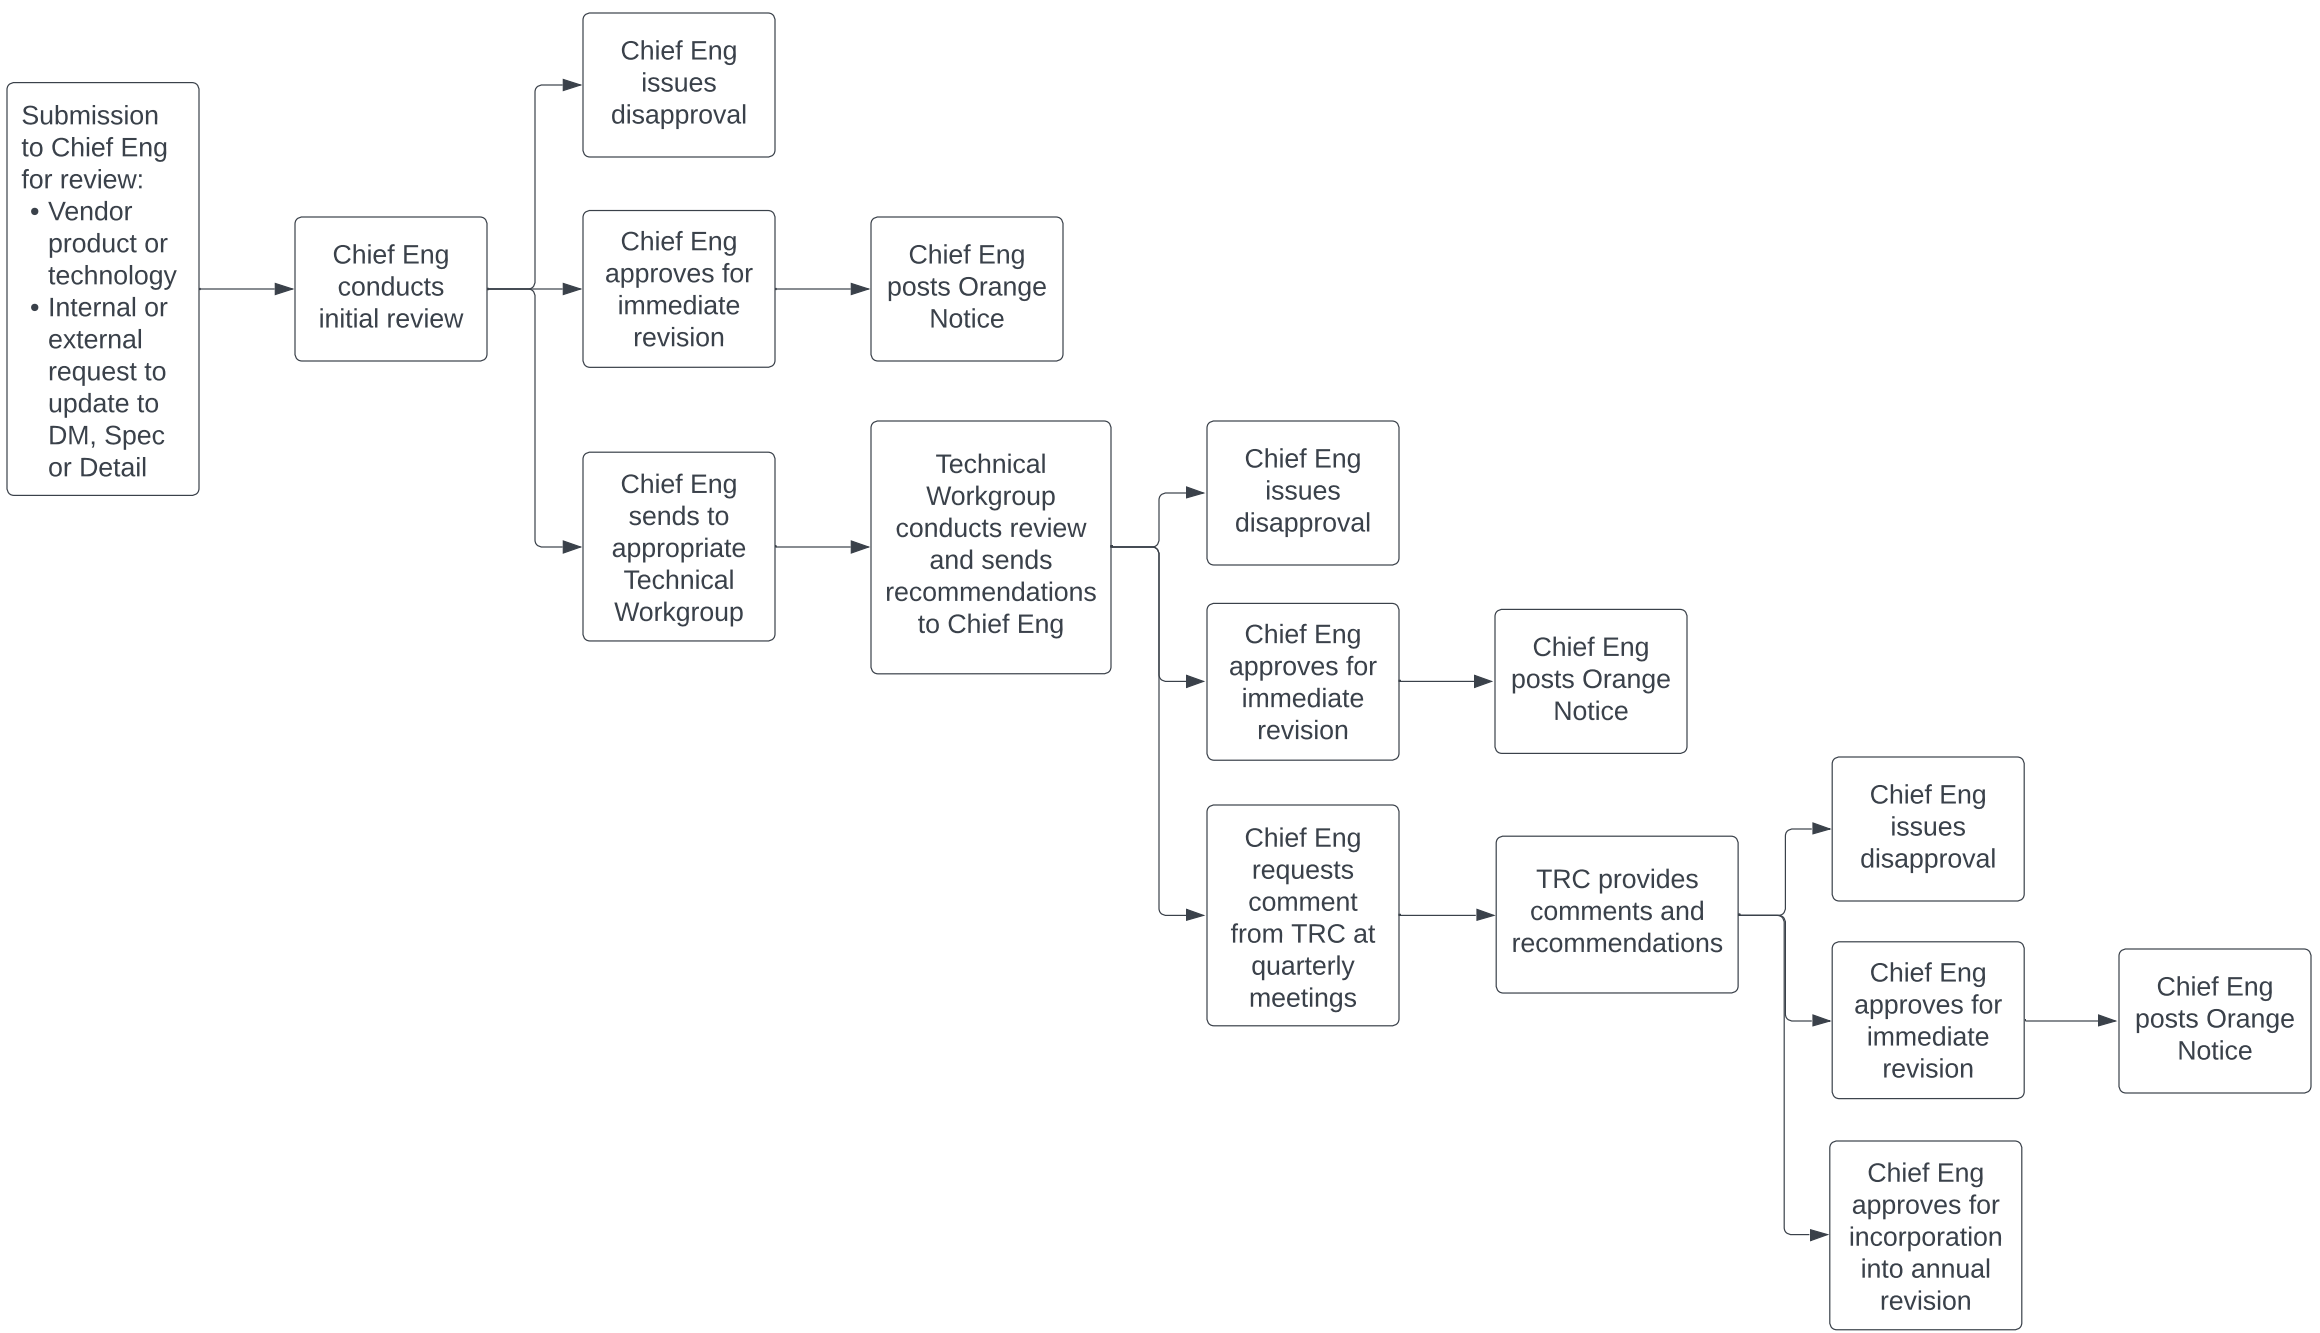 Submission
to Chief Eng
for review:
• Vendor
product or
technology
• Internal or
external
request to
update to
DM, Spec
or Detail
Chief Eng
conducts
initial review
Chief Eng
issues
disapproval
Chief Eng
approves for
immediate
revision
Chief Eng
posts Orange
Notice
Chief Eng
sends to
appropriate
Technical
Workgroup
Technical
Workgroup
conducts review
and sends
recommendations
to Chief Eng
Chief Eng
issues
disapproval
Chief Eng
approves for
immediate
revision
Chief Eng
posts Orange
Notice
Chief Eng
requests
comment
from TRC at
quarterly
meetings
TRC provides
comments and
recommendations
Chief Eng
issues
disapproval
Chief Eng
approves for
immediate
revision
Chief Eng
posts Orange
Notice
Chief Eng
approves for
incorporation
into annual
revision